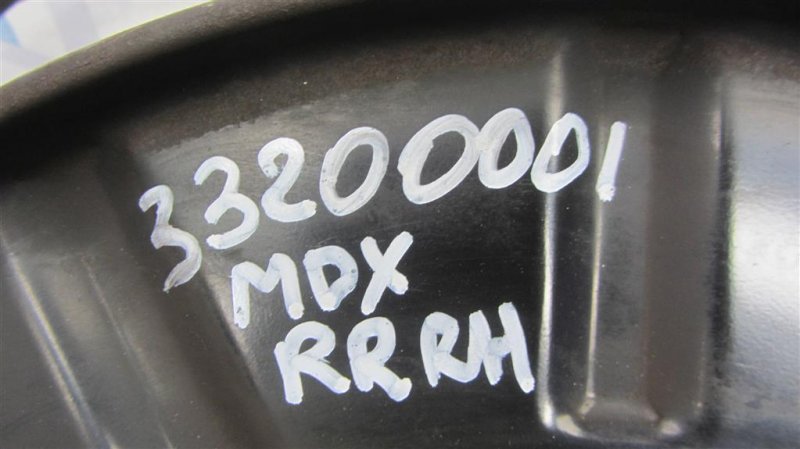 33200001
MDX
RR RH